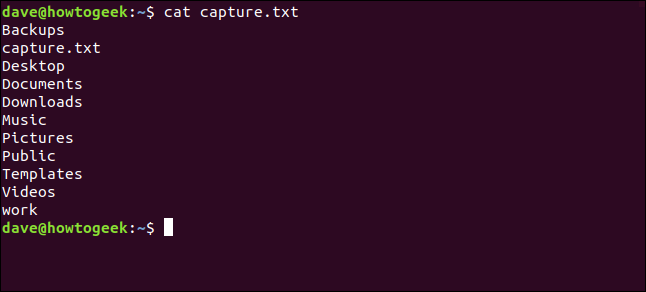 dave@howtogeek:~$ cat capture.txt
Backups
capture.txt
Desktop
Documents
Downloads
Music
Pictures
Public
Templates
Videos
work
dave@howtogeek:~$